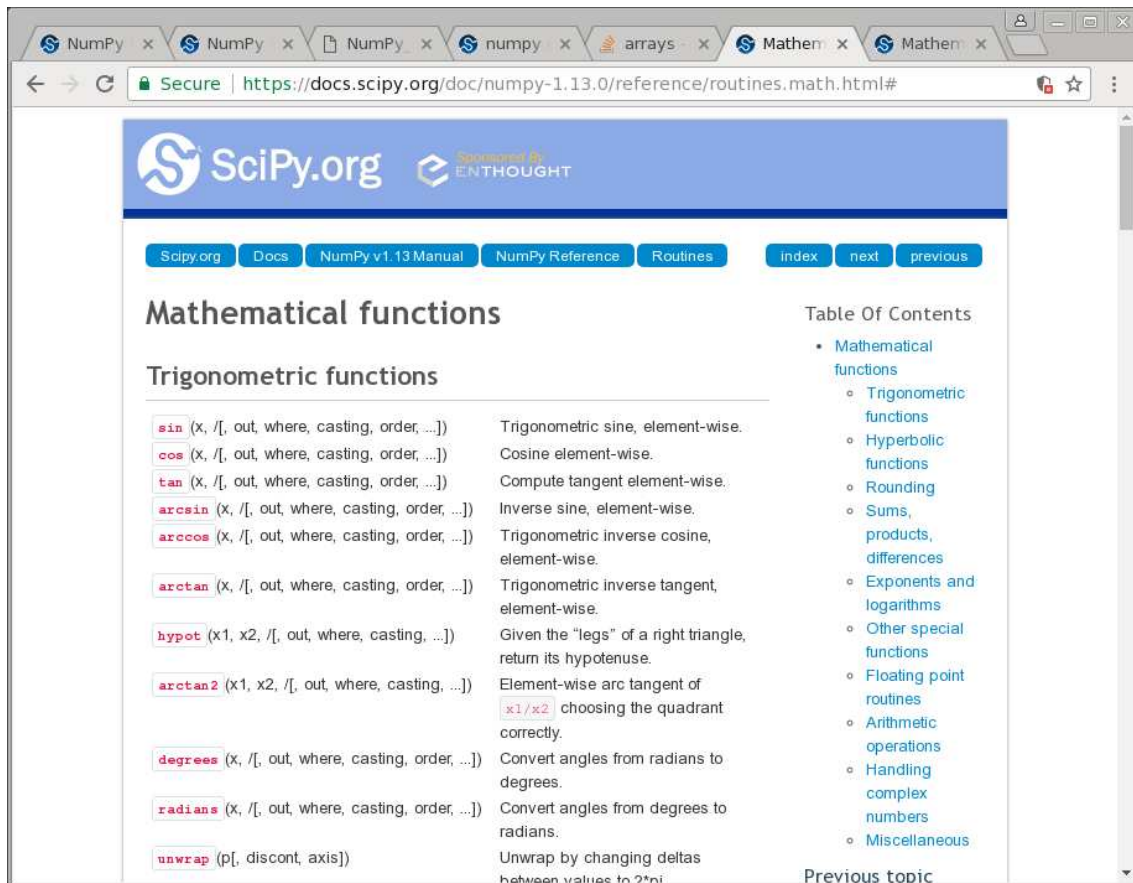 NumPy
NumPy
NumPy_
numpy
arrays -
Mathem
Mathem
Secure | https://docs.scipy.org/doc/numpy-1.13.0/reference/routines.math.html#
SciPy.org
Sponsored By
ENTHOUGHT
Scipy.org Docs NumPy v1.13 Manual NumPy Reference Routines index next previous
Mathematical functions
Trigonometric functions
sin (x, /[, out, where, casting, order, ...]) Trigonometric sine, element-wise.
cos (x, /[, out, where, casting, order, ...]) Cosine element-wise.
tan (x, /[, out, where, casting, order, ...]) Compute tangent element-wise.
arcsin (x, /[, out, where, casting, order, ...]) Inverse sine, element-wise.
arccos (x, /[, out, where, casting, order, ...]) Trigonometric inverse cosine,
element-wise.
arctan (x, /[, out, where, casting, order, ...]) Trigonometric inverse tangent,
element-wise.
hypot (x1, x2, /[, out, where, casting, ...]) Given the “legs” of a right triangle,
return its hypotenuse.
arctan2 (x1, x2, /[, out, where, casting, ...]) Element-wise arc tangent of
x1/x2 choosing the quadrant
correctly.
degrees (x, /[, out, where, casting, order, ...]) Convert angles from radians to
degrees.
radians (x, /[, out, where, casting, order, ...]) Convert angles from degrees to
radians.
unwrap (p[, discont, axis]) Unwrap by changing deltas
between values to 2*pi
Table Of Contents
Mathematical
functions
Trigonometric
functions
Hyperbolic
functions
Rounding
Sums,
products,
differences
Exponents and
logarithms
Other special
functions
Floating point
routines
Arithmetic
operations
Handling
complex
numbers
Miscellaneous
Previous topic